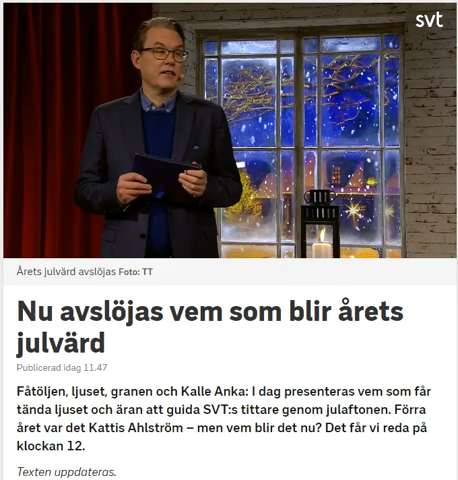 svt
Årets julvärd avslöjas Foto: TT
Nu avslöjas vem som blir årets
julvärd
Publicerad idag 11.47
Fåtöljen, ljuset, granen och Kalle Anka: I dag presenteras vem som får
tända ljuset och äran att guida SVT:s tittare genom julaftonen. Förra
året var det Kattis Ahlström – men vem blir det nu? Det får vi reda på
klockan 12.
Texten uppdateras.